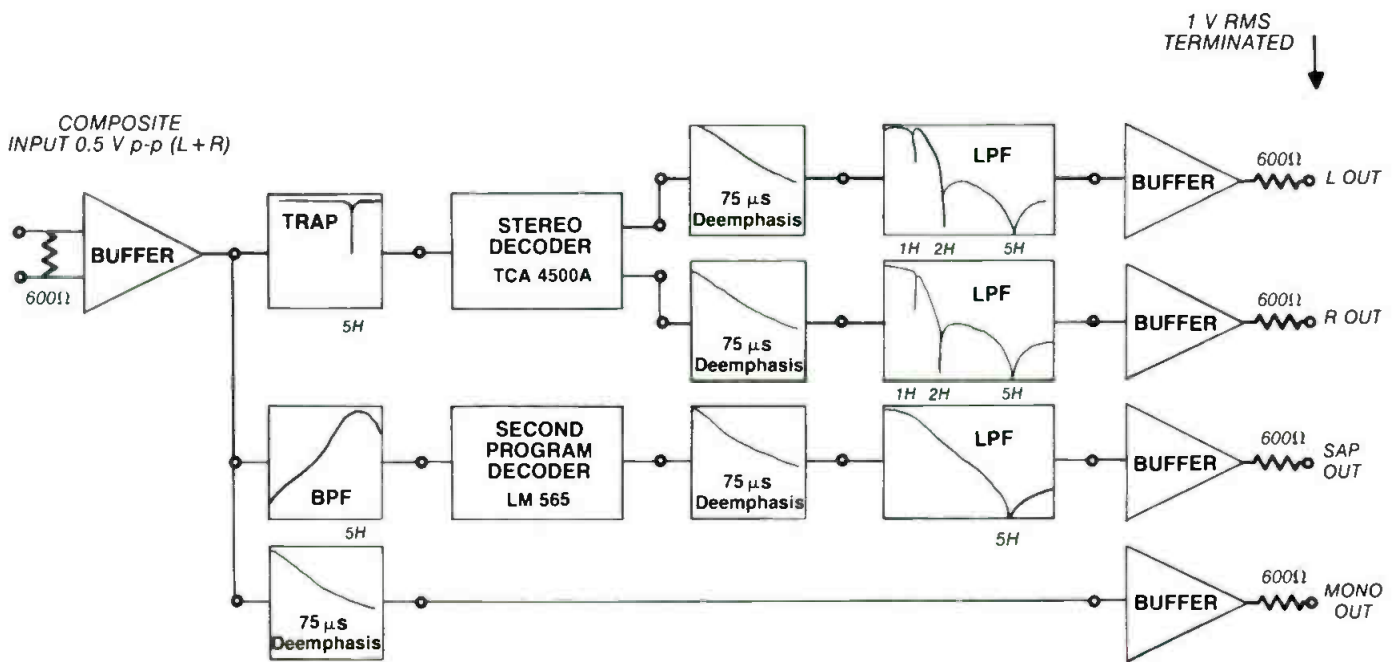 1 V RMS
TERMINATED
COMPOSITE
INPUT 0.5 V p-p (L+R)
600Ω
BUFFER
TRAP
5H
STEREO
DECODER
TCA 4500A
75 μs
Deemphasis
LPF
1H 2H 5H
BUFFER
600Ω
L OUT
75 μs
Deemphasis
LPF
1H 2H 5H
BUFFER
600Ω
R OUT
BPF
5H
SECOND
PROGRAM
DECODER
LM 565
75 μs
Deemphasis
LPF
5H
BUFFER
600Ω
SAP
OUT
75 μs
Deemphasis
BUFFER
600Ω
MONO
OUT